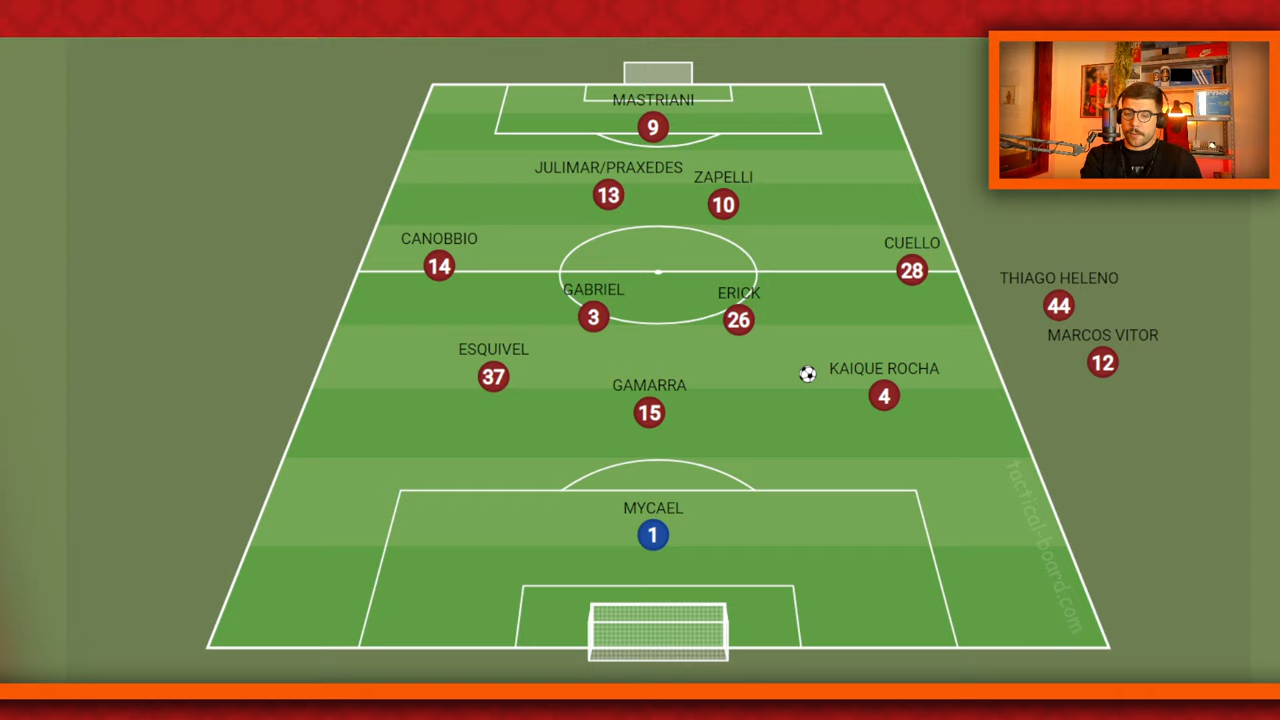 MASTRIANI
9
JULIMAR/PRAXEDES
13
ZAPELLI
10
CANOBBIO
14
CUELLO
28
GABRIEL
3
ERICK
26
THIAGO HELENO
44
MARCOS VITOR
12
ESQUIVEL
37
KAIQUE ROCHA
4
GAMARRA
15
MYCAEL
1
tactical-board.com